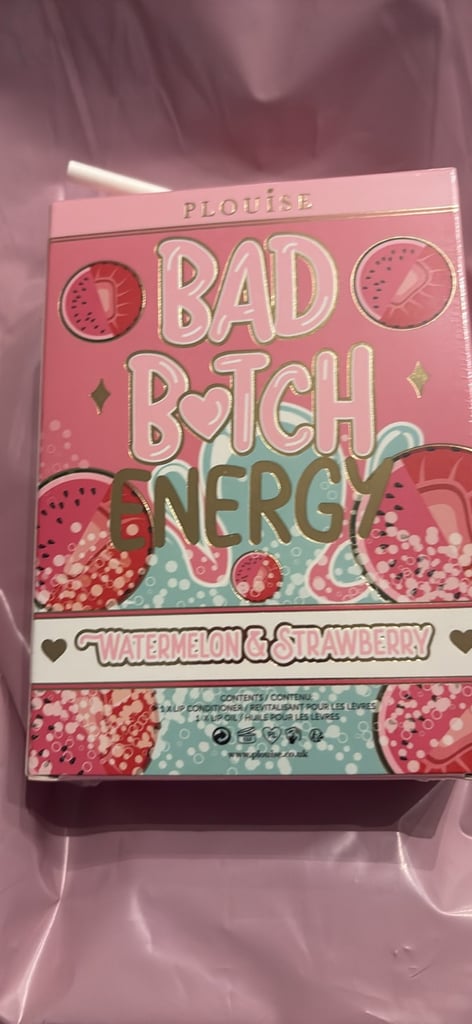 PLOUISE
BAD
B♥TCH
ENERGY
WATERMELON & STRAWBERRY
CONTENTS / CONTENU:
1 X LIP CONDITIONER / REVITALISANT POUR LES LÈVRES
1 X LIP OIL / HUILE POUR LES LÈVRES
www.plouise.co.uk